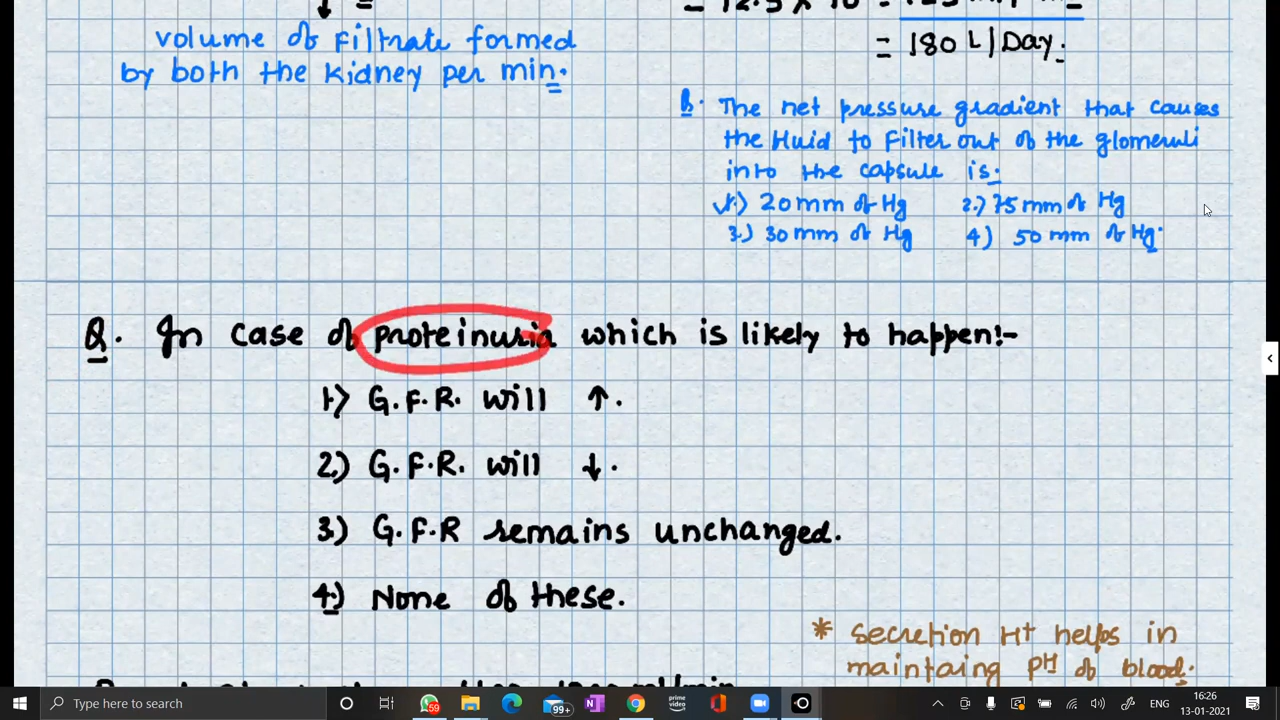 volume of Filtrate formed
by both the kidney per min.
= 180 L/Day.
Q. The net pressure gradient that causes
the fluid to Filter out of the glomeruli
into the capsule is.
1.) 20 mm of Hg 2.) 75 mm of Hg
3.) 30 mm of Hg 4.) 50 mm of Hg.
Q. In case of proteinuria which is likely to happen:-
1.) G.F.R. will ↑.
2.) G.F.R. will ↓.
3.) G.F.R remains unchanged.
4.) None of these.
* secretion H+ helps in
maintaing PH of blood.
Type here to search
59
99+
prime video
N
ENG
16:26
13-01-2021